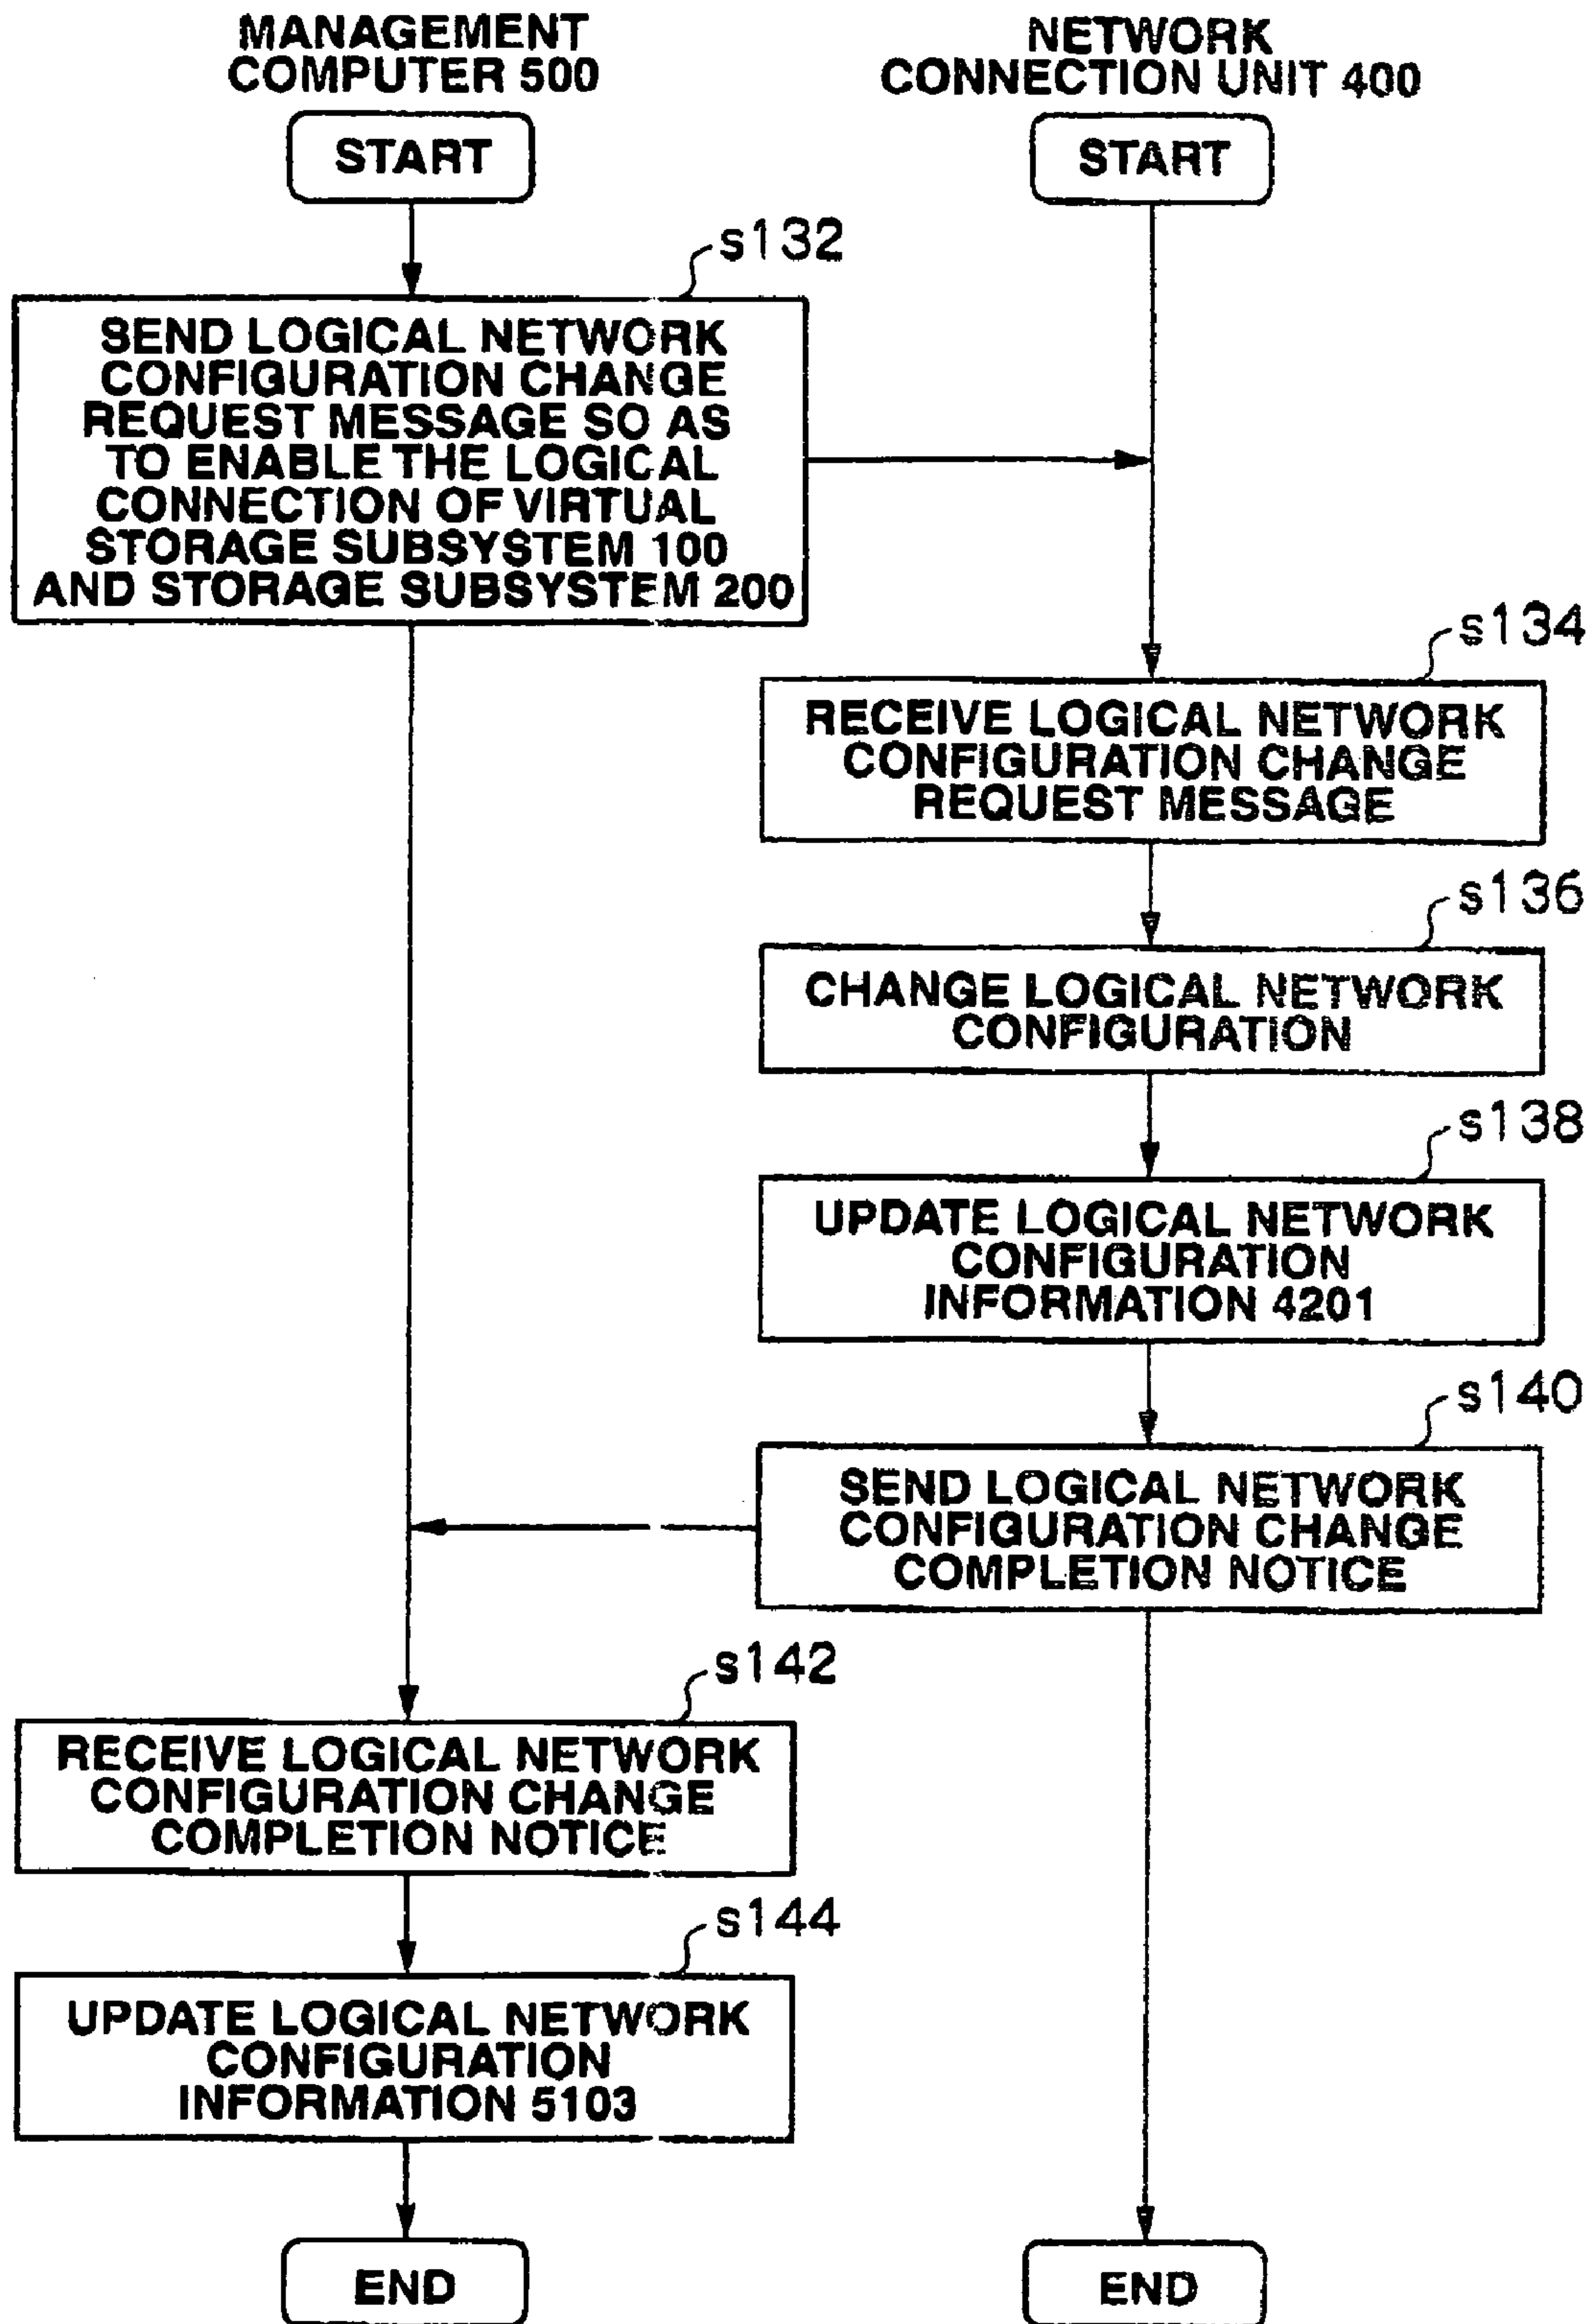 MANAGEMENT
COMPUTER 500
NETWORK
CONNECTION UNIT 400
START
START
s132
SEND LOGICAL NETWORK
CONFIGURATION CHANGE
REQUEST MESSAGE SO AS
TO ENABLE THE LOGICAL
CONNECTION OF VIRTUAL
STORAGE SUBSYSTEM 100
AND STORAGE SUBSYSTEM 200
s134
RECEIVE LOGICAL NETWORK
CONFIGURATION CHANGE
REQUEST MESSAGE
s136
CHANGE LOGICAL NETWORK
CONFIGURATION
s138
UPDATE LOGICAL NETWORK
CONFIGURATION
INFORMATION 4201
s140
SEND LOGICAL NETWORK
CONFIGURATION CHANGE
COMPLETION NOTICE
s142
RECEIVE LOGICAL NETWORK
CONFIGURATION CHANGE
COMPLETION NOTICE
s144
UPDATE LOGICAL NETWORK
CONFIGURATION
INFORMATION 5103
END
END